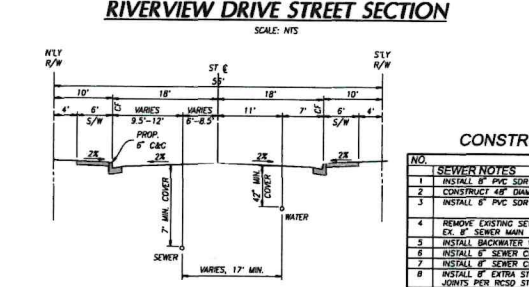 RIVERVIEW DRIVE STREET SECTION
SCALE: NTS
N'LY
R/W
ST ℄
S'LY
R/W
56'
10' 18' 18' 10'
4' 6' VARIES VARIES 11' 7' 6' 4'
S/W CF 9.5'-12' 6'-8.5' CF S/W
PROP.
6" C&G
2% 2% 2% 2%
7' MIN. COVER
42" MIN. COVER
WATER
SEWER
VARIES, 17' MIN.
CONSTR
NO.
SEWER NOTES
1 INSTALL 8" PVC SDR
2 CONSTRUCT 48" DIAM
3 INSTALL 6" PVC SDR
4 REMOVE EXISTING SE
EX. 8" SEWER MAIN
5 INSTALL BACKWATER
6 INSTALL 6" SEWER C
7 INSTALL 8" SEWER C
8 INSTALL 8" EXTRA ST
JOINTS PER RCSD ST